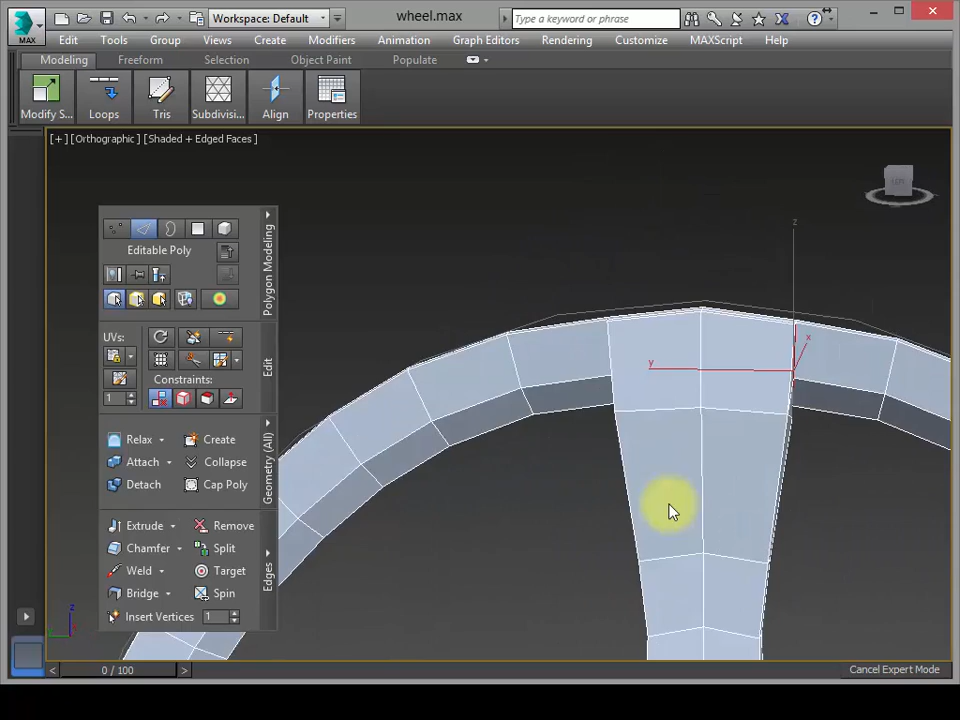 MAX
Workspace: Default
wheel.max
Type a keyword or phrase
Edit Tools Group Views Create Modifiers Animation Graph Editors Rendering Customize MAXScript Help
Modeling Freeform Selection Object Paint Populate
Modify S... Loops Tris Subdivisi... Align Properties
[+] [Orthographic] [Shaded + Edged Faces]
LEFT
z
x
y
Editable Poly
Polygon Modeling
UVs:
Edit
Constraints:
1
Relax Create
Attach Collapse
Detach Cap Poly
Geometry (All)
Extrude Remove
Chamfer Split
Weld Target
Bridge Spin
Insert Vertices 1
Edges
z
< 0 / 100 >
Cancel Expert Mode